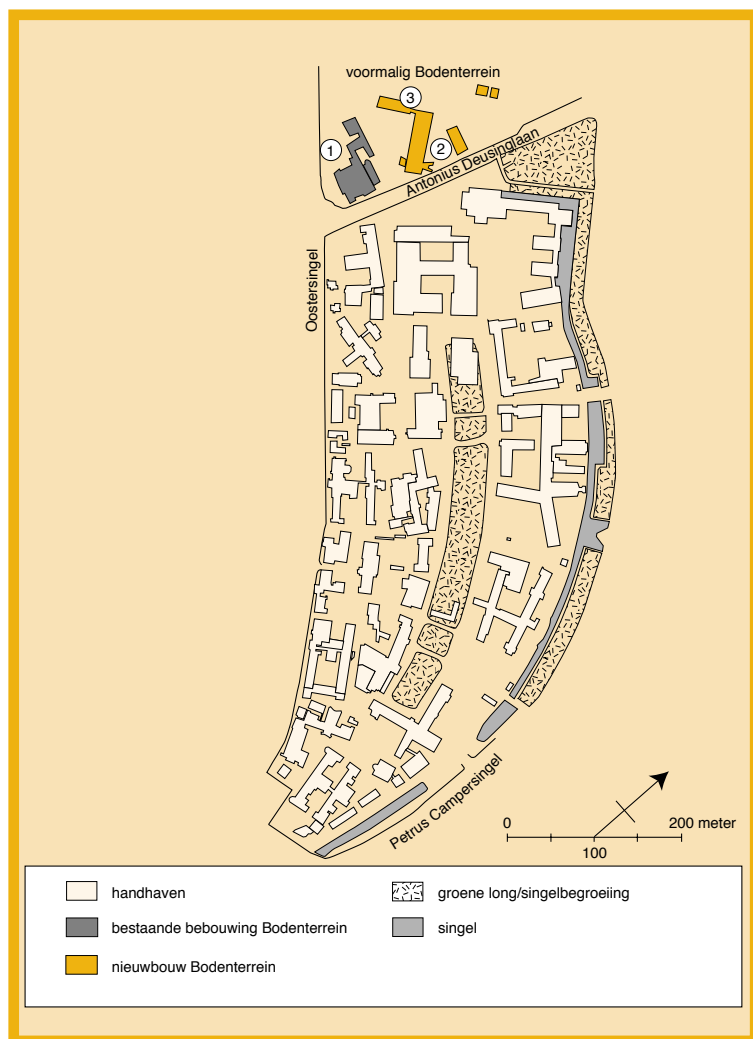 voormalig Bodenterrein
3
1
2
Antonius Deusinglaan
Oostersingel
Petrus Campersingel
0
200 meter
100
handhaven
groene long/singelbegroeiing
bestaande bebouwing Bodenterrein
singel
nieuwbouw Bodenterrein